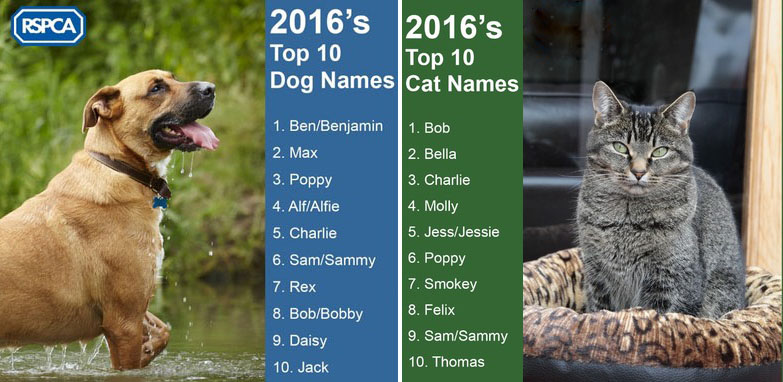 RSPCA
2016's
Top 10
Dog Names
1. Ben/Benjamin
2. Max
3. Poppy
4. Alf/Alfie
5. Charlie
6. Sam/Sammy
7. Rex
8. Bob/Bobby
9. Daisy
10. Jack
2016's
Top 10
Cat Names
1. Bob
2. Bella
3. Charlie
4. Molly
5. Jess/Jessie
6. Poppy
7. Smokey
8. Felix
9. Sam/Sammy
10. Thomas